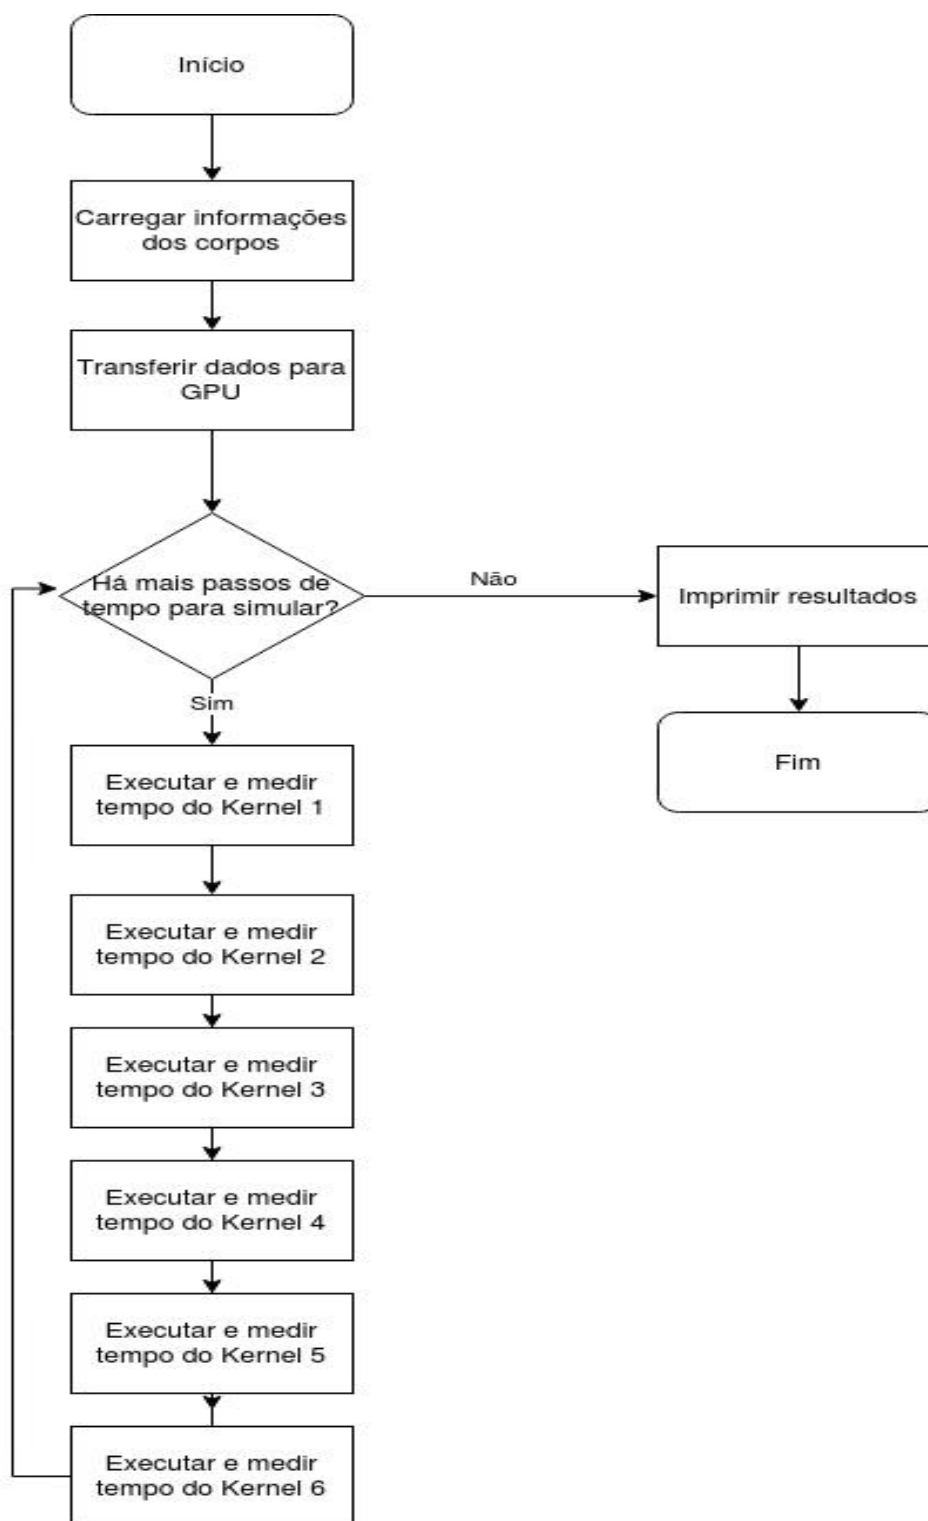 Início
Carregar informações
dos corpos
Transferir dados para
GPU
Há mais passos de
tempo para simular?
Não
Imprimir resultados
Sim
Fim
Executar e medir
tempo do Kernel 1
Executar e medir
tempo do Kernel 2
Executar e medir
tempo do Kernel 3
Executar e medir
tempo do Kernel 4
Executar e medir
tempo do Kernel 5
Executar e medir
tempo do Kernel 6